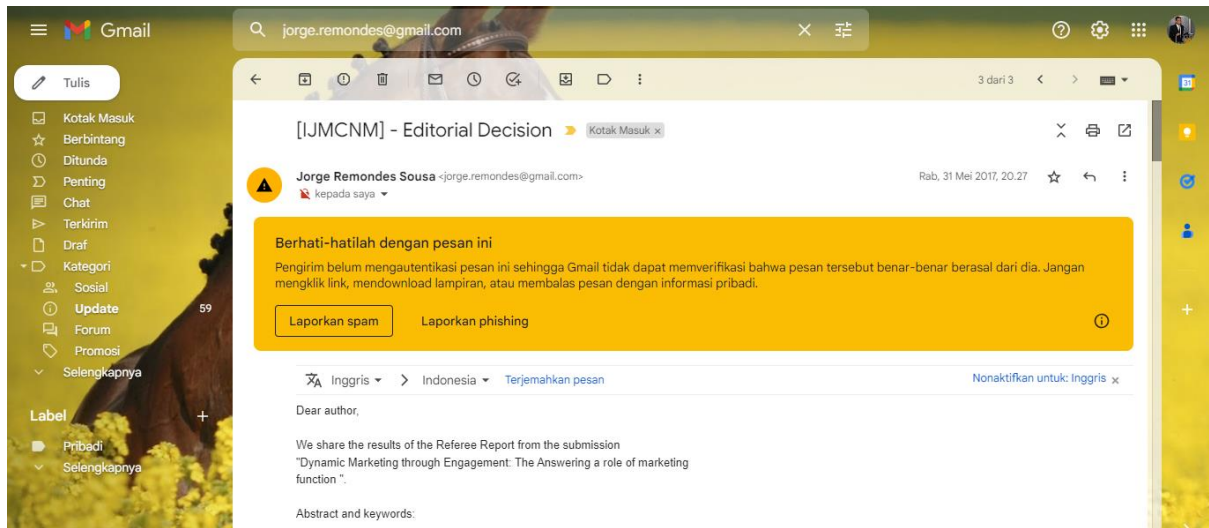 Gmail
jorge.remondes@gmail.com
Tulis
3 dari 3
31
Kotak Masuk
Berbintang
Ditunda
Penting
Chat
Terkirim
Draf
Kategori
Sosial
Update 59
Forum
Promosi
Selengkapnya
Label
Pribadi
Selengkapnya
[IJMCNM] - Editorial Decision Kotak Masuk x
Jorge Remondes Sousa <jorge.remondes@gmail.com> Rab, 31 Mei 2017, 20.27
kepada saya
Berhati-hatilah dengan pesan ini
Pengirim belum mengautentikasi pesan ini sehingga Gmail tidak dapat memverifikasi bahwa pesan tersebut benar-benar berasal dari dia. Jangan
mengklik link, mendownload lampiran, atau membalas pesan dengan informasi pribadi.
Laporkan spam Laporkan phishing
Inggris > Indonesia Terjemahkan pesan Nonaktifkan untuk: Inggris x
Dear author,
We share the results of the Referee Report from the submission
"Dynamic Marketing through Engagement: The Answering a role of marketing
function ".
Abstract and keywords: